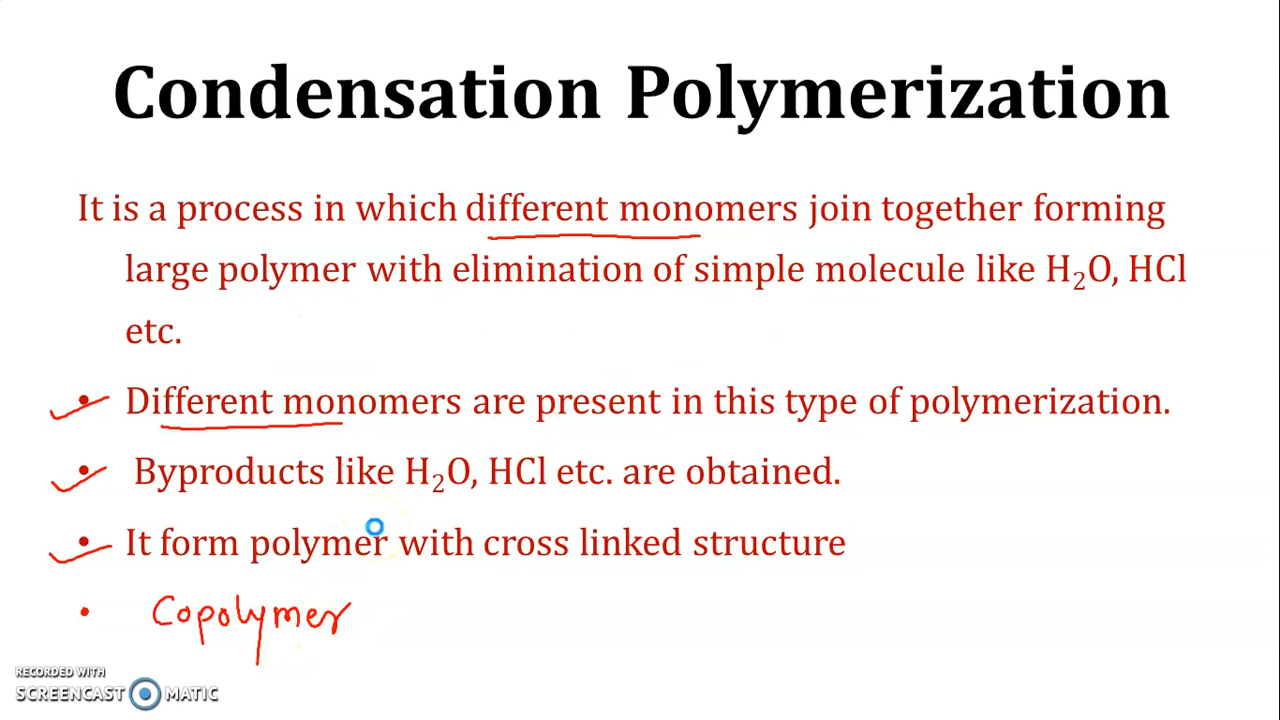 Condensation Polymerization
It is a process in which different monomers join together forming
large polymer with elimination of simple molecule like H₂O, HCl
etc.
• Different monomers are present in this type of polymerization.
• Byproducts like H₂O, HCl etc. are obtained.
• It form polymer with cross linked structure
• Copolymer
RECORDED WITH
SCREENCAST MATIC